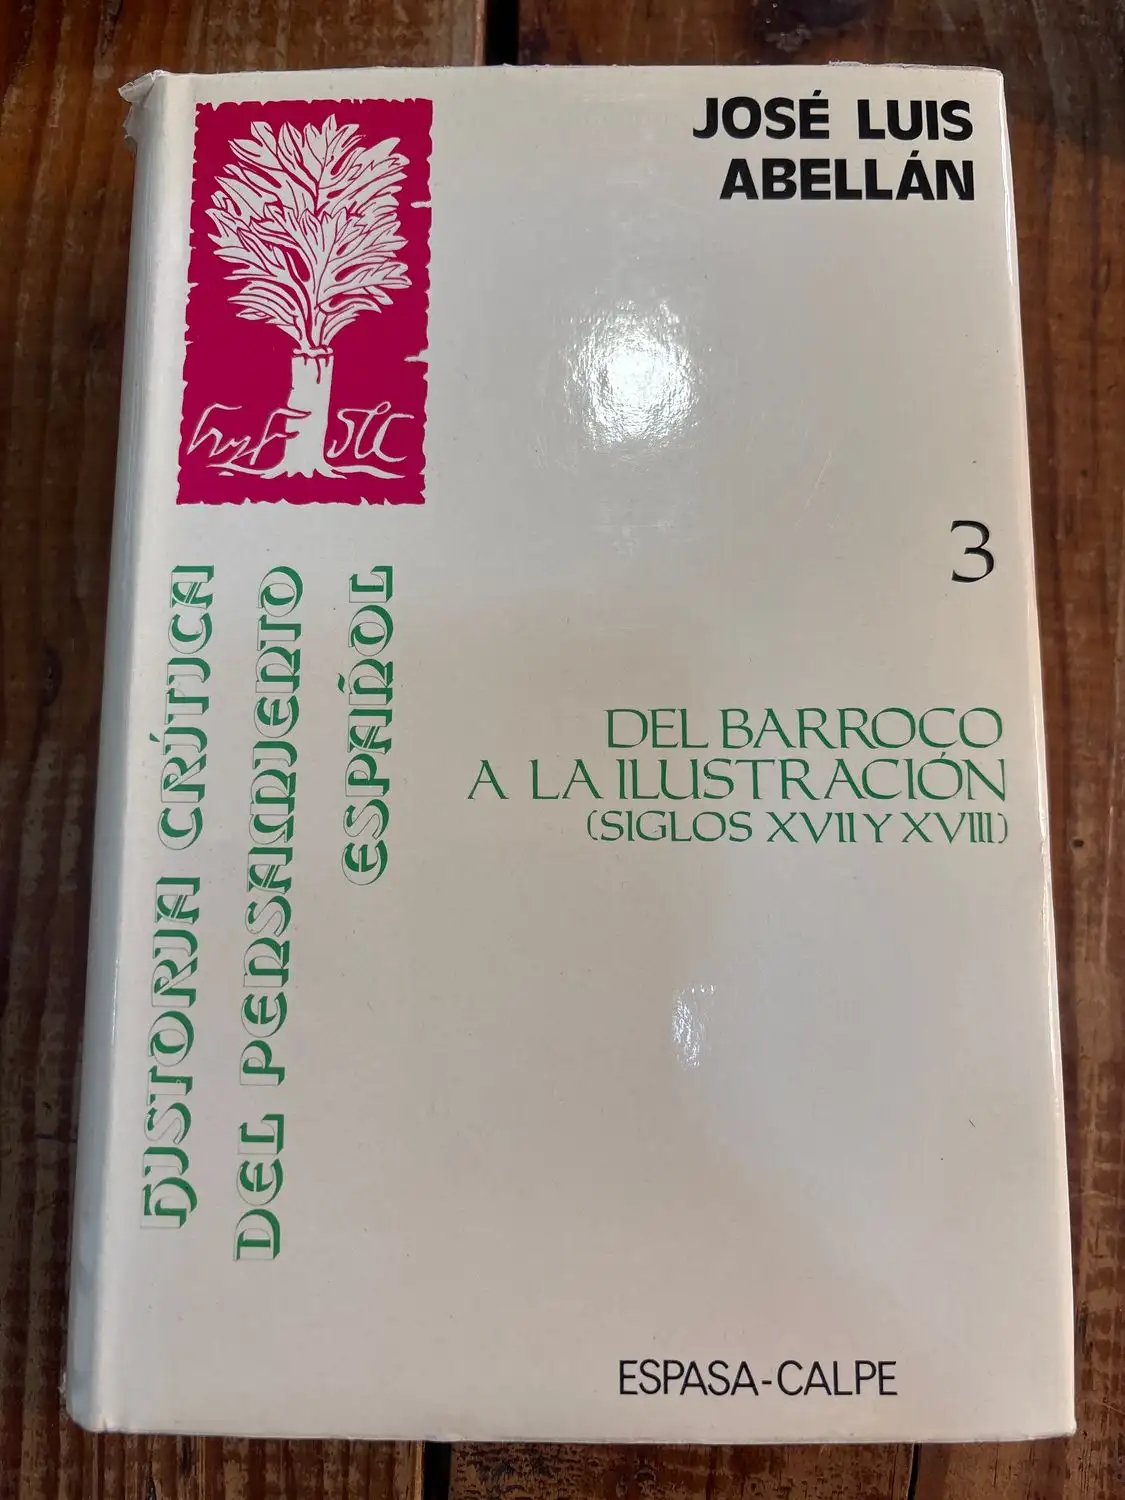 JOSÉ LUIS
ABELLÁN
HISTORIA CRÍTICA
DEL PENSAMIENTO
ESPAÑOL
3
DEL BARROCO
A LA ILUSTRACIÓN
(SIGLOS XVII Y XVIII)
ESPASA-CALPE